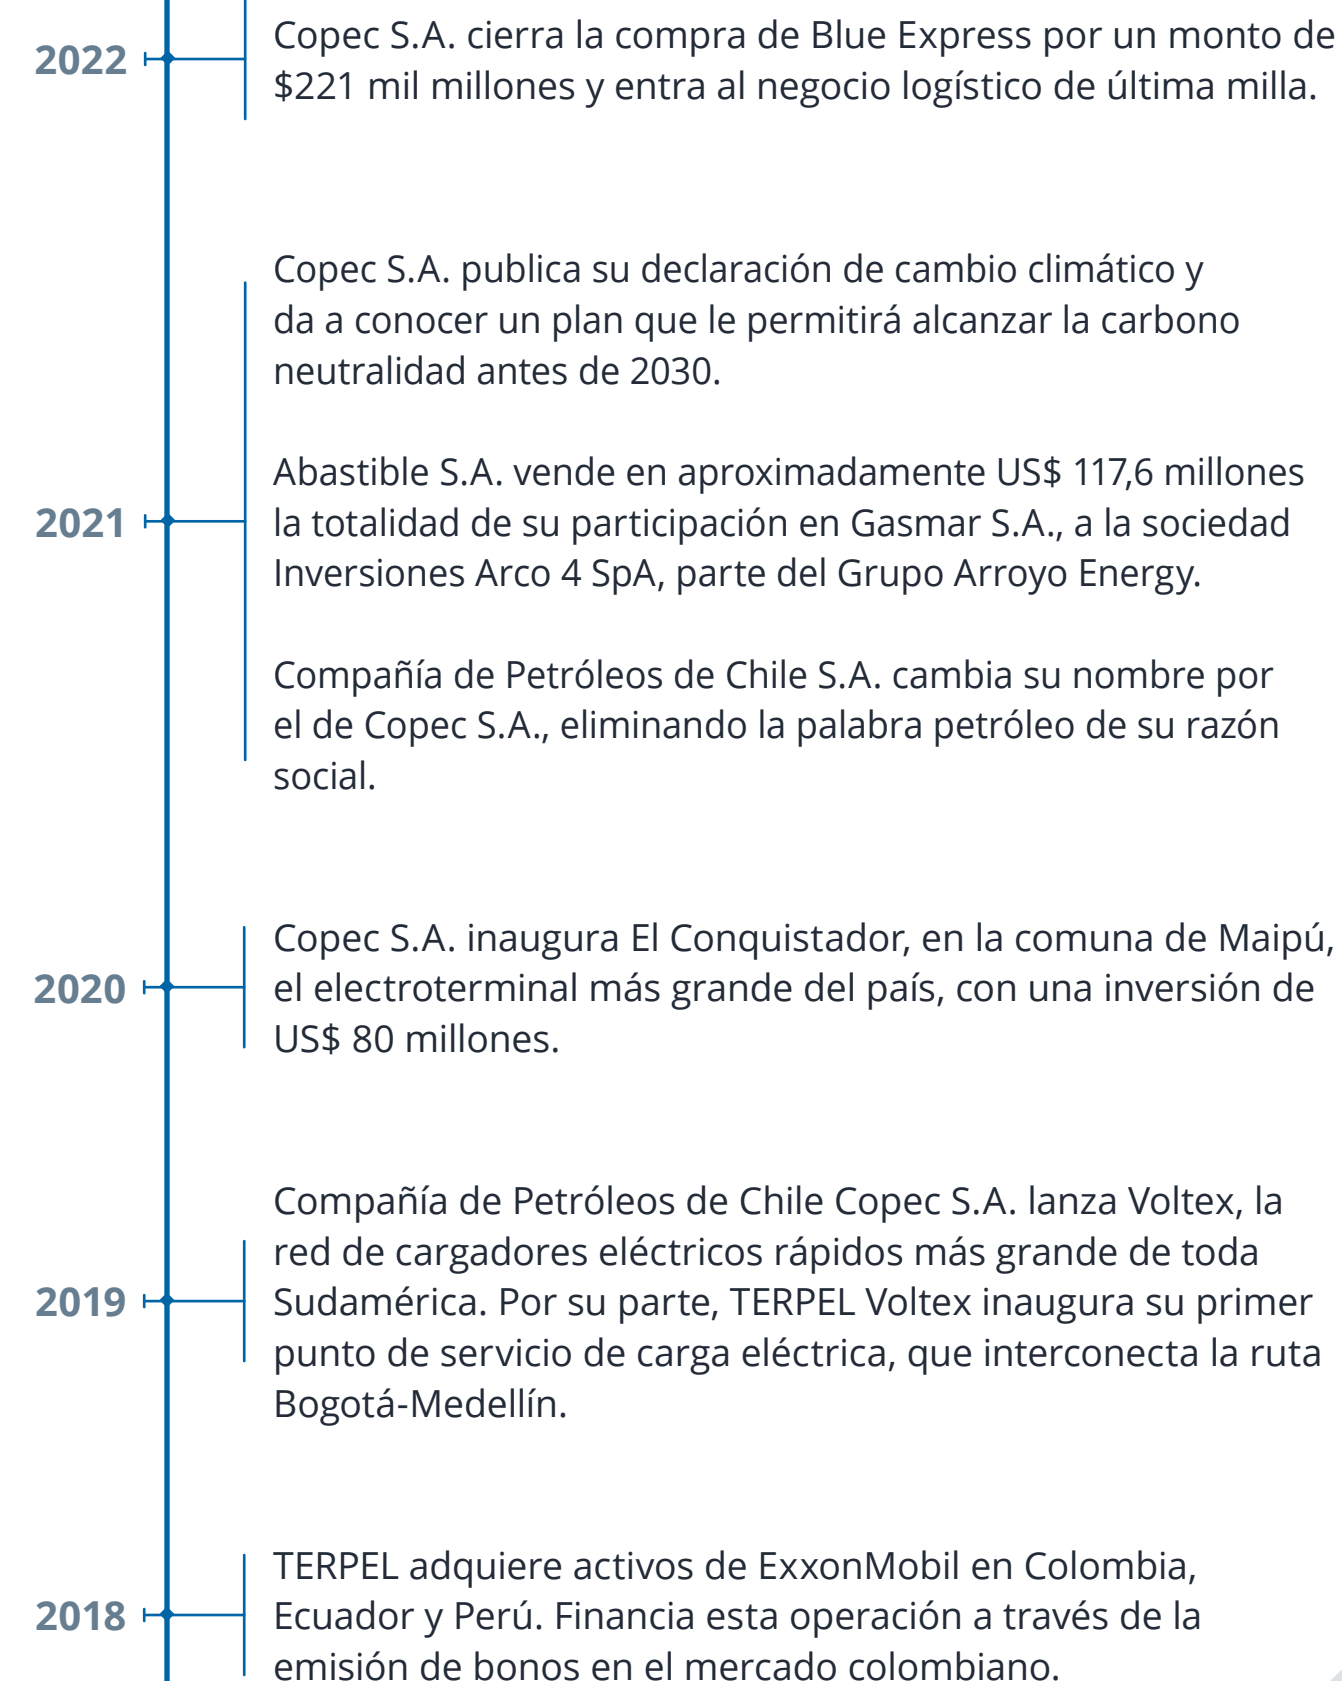 2022
Copec S.A. cierra la compra de Blue Express por un monto de
$221 mil millones y entra al negocio logístico de última milla.
2021
Copec S.A. publica su declaración de cambio climático y
da a conocer un plan que le permitirá alcanzar la carbono
neutralidad antes de 2030.
Abastible S.A. vende en aproximadamente US$ 117,6 millones
la totalidad de su participación en Gasmar S.A., a la sociedad
Inversiones Arco 4 SpA, parte del Grupo Arroyo Energy.
Compañía de Petróleos de Chile S.A. cambia su nombre por
el de Copec S.A., eliminando la palabra petróleo de su razón
social.
2020
Copec S.A. inaugura El Conquistador, en la comuna de Maipú,
el electroterminal más grande del país, con una inversión de
US$ 80 millones.
2019
Compañía de Petróleos de Chile Copec S.A. lanza Voltex, la
red de cargadores eléctricos rápidos más grande de toda
Sudamérica. Por su parte, TERPEL Voltex inaugura su primer
punto de servicio de carga eléctrica, que interconecta la ruta
Bogotá-Medellín.
2018
TERPEL adquiere activos de ExxonMobil en Colombia,
Ecuador y Perú. Financia esta operación a través de la
emisión de bonos en el mercado colombiano.